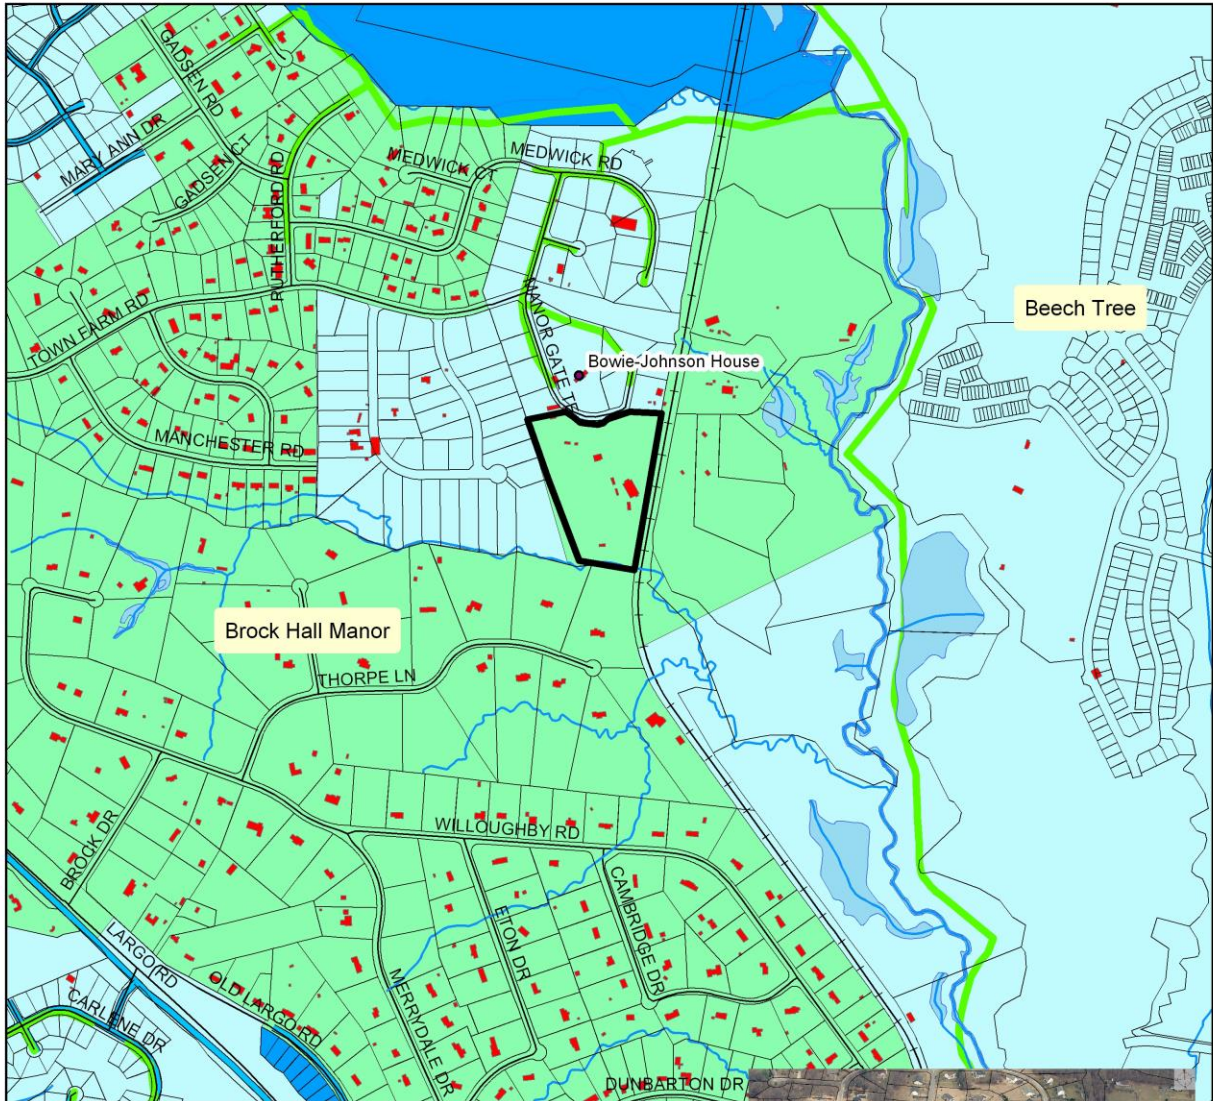 GADSEN RD
MARY ANN DR
GADSEN CT
RUTHERFORD RD
MEDWICK CT
MEDWICK RD
TOWN FARM RD
MANOR GATE
Beech Tree
Bowie-Johnson House
MANCHESTER RD
Brock Hall Manor
THORPE LN
WILLOUGHBY RD
BROCK DR
CAMBRIDGE DR
ETON DR
LARGO RD
OLD LARGO RD
MERRYDALE DR
CARLENE DR
DUNBARTON DR